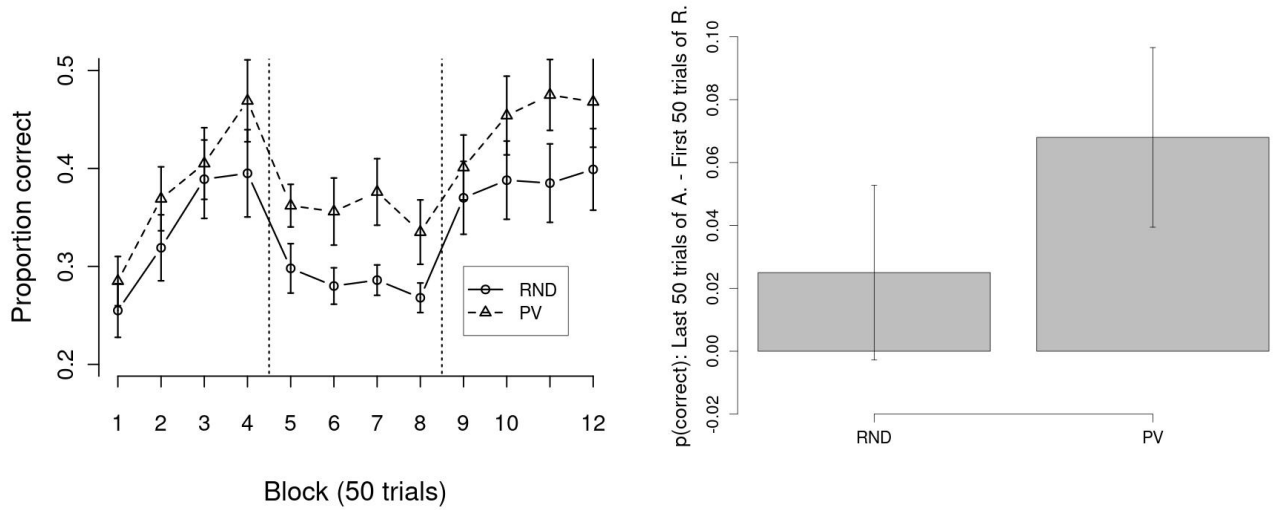 Proportion correct
0.5
0.4
0.3
0.2
RND
PV
1 2 3 4 5 6 7 8 9 10 12
Block (50 trials)
p(correct): Last 50 trials of A. - First 50 trials of R.
0.10
0.08
0.06
0.04
0.02
0.00
-0.02
RND PV